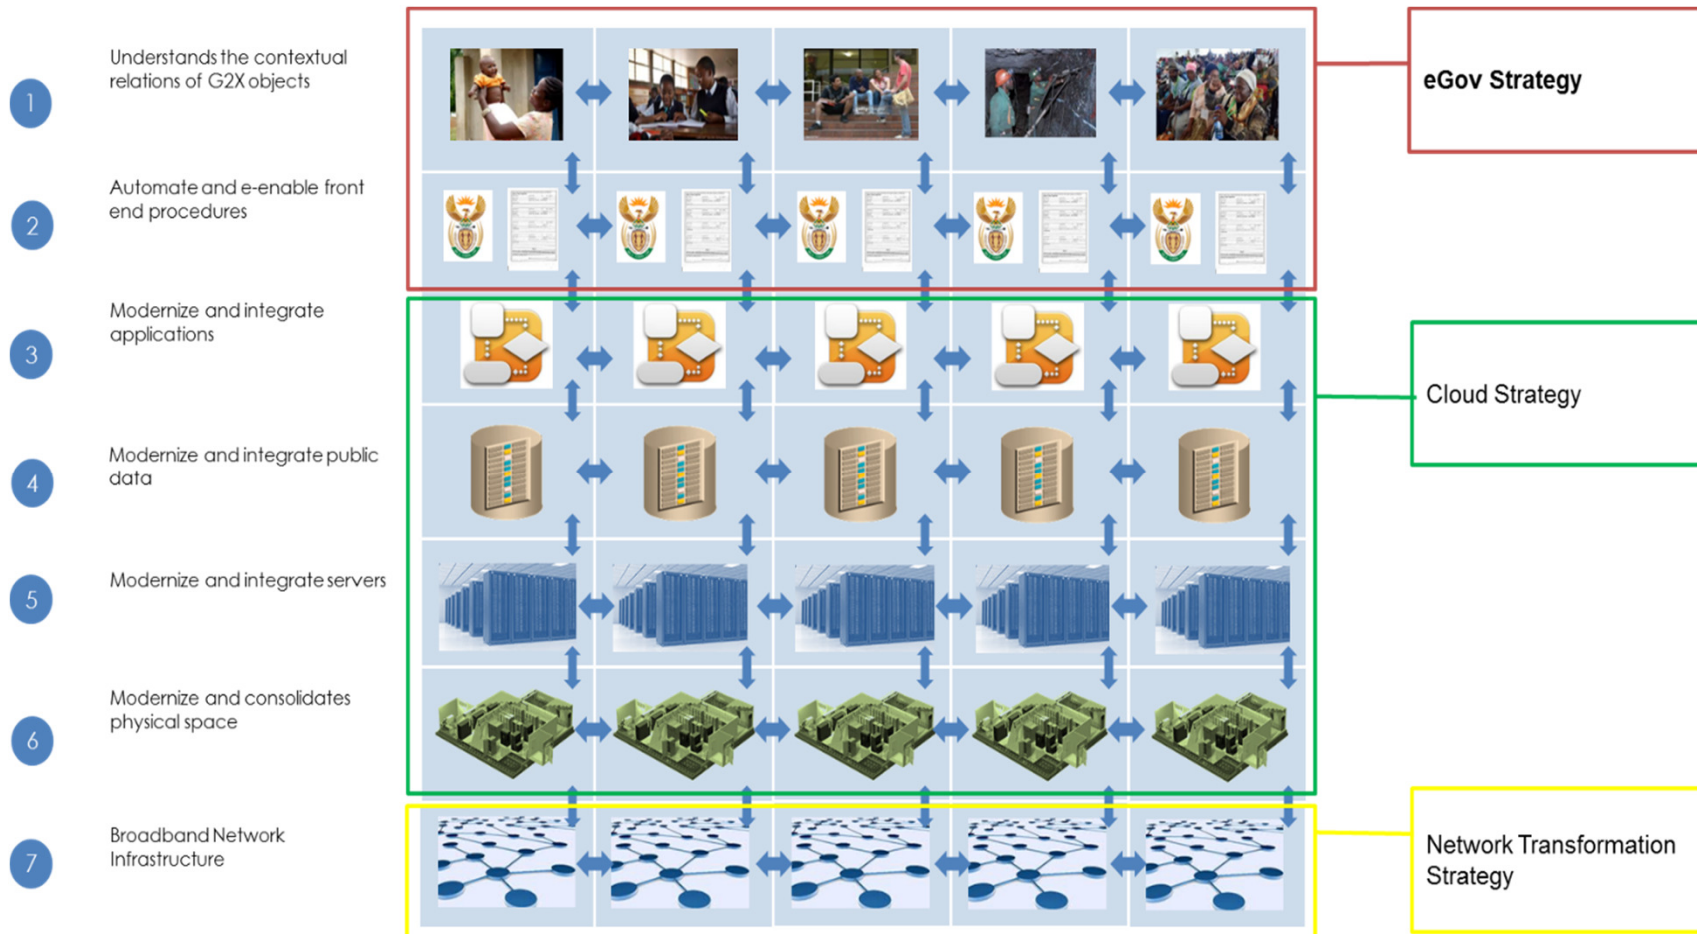 1
Understands the contextual
relations of G2X objects
eGov Strategy
2
Automate and e-enable front
end procedures
3
Modernize and integrate
applications
Cloud Strategy
4
Modernize and integrate public
data
5
Modernize and integrate servers
6
Modernize and consolidates
physical space
7
Broadband Network
Infrastructure
Network Transformation
Strategy